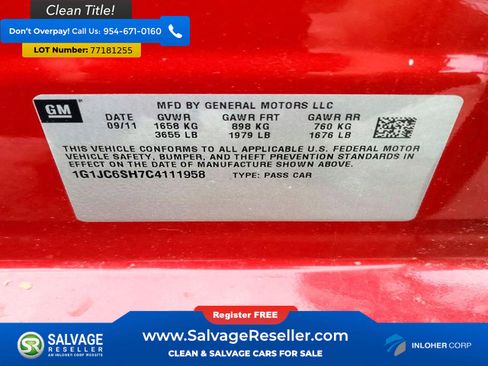 Clean Title!
Don't Overpay! Call Us: 954-671-0160
LOT Number: 77181255
GM
MFD BY GENERAL MOTORS LLC
DATE GVWR GAWR FRT GAWR RR
09/11 1658 KG 898 KG 760 KG
3655 LB 1979 LB 1676 LB
THIS VEHICLE CONFORMS TO ALL APPLICABLE U.S. FEDERAL MOTOR
VEHICLE SAFETY, BUMPER, AND THEFT PREVENTION STANDARDS IN
EFFECT ON THE DATE OF MANUFACTURE SHOWN ABOVE.
1G1JC6SH7C4111958 TYPE: PASS CAR
Register FREE
www.SalvageReseller.com
CLEAN & SALVAGE CARS FOR SALE
SALVAGE
RESELLER
AN INLOHER CORP WEBSITE
INLOHER CORP